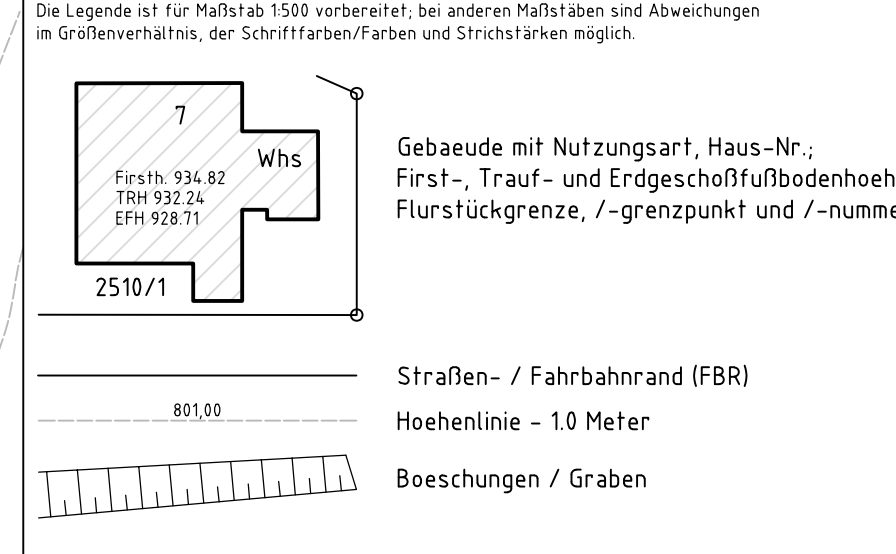 Die Legende ist für Maßstab 1:500 vorbereitet; bei anderen Maßstäben sind Abweichungen
im Größenverhältnis, der Schriftfarben/Farben und Strichstärken möglich.
7
Whs
Firsth. 934.82
TRH 932.24
EFH 928.71
2510/1
Gebaeude mit Nutzungsart, Haus-Nr.;
First-, Trauf- und Erdgeschoßfußbodenhoeh
Flurstückgrenze, /-grenzpunkt und /-numme
Straßen- / Fahrbahnrand (FBR)
801,00
Hoehenlinie - 1.0 Meter
Boeschungen / Graben